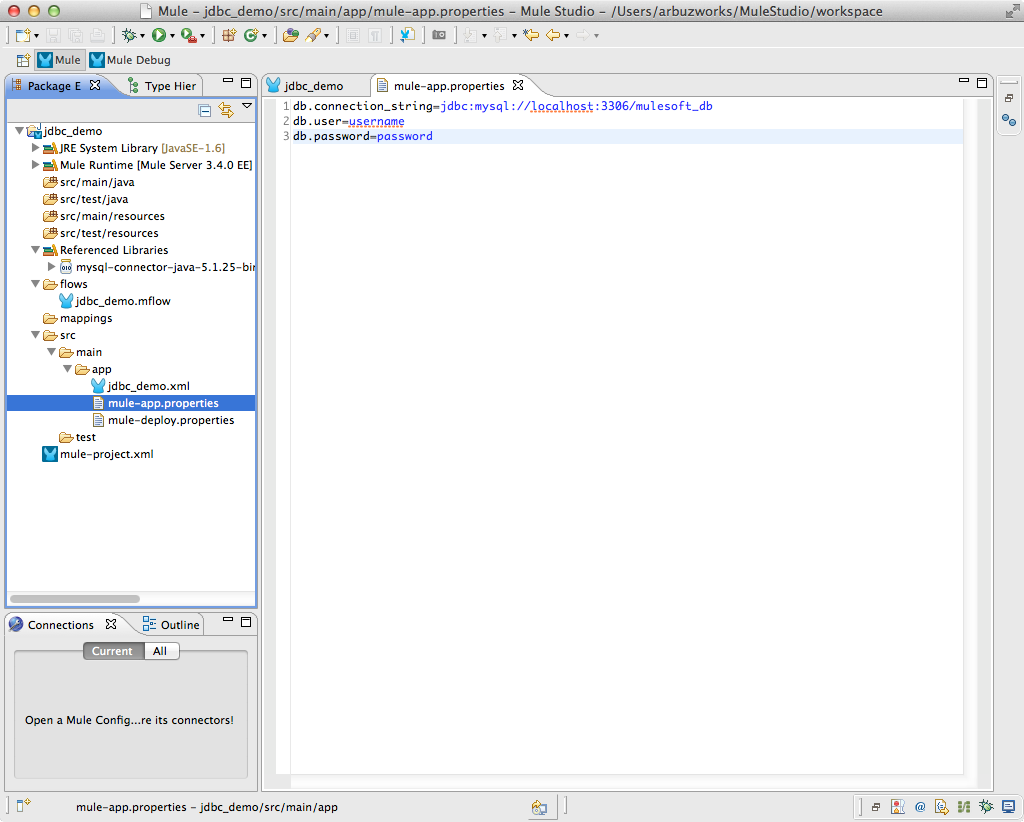 Mule – jdbc_demo/src/main/app/mule-app.properties – Mule Studio – /Users/arbuzworks/MuleStudio/workspace
Mule
Mule Debug
Package E
Type Hier
jdbc_demo
mule-app.properties
jdbc_demo
JRE System Library [JavaSE-1.6]
Mule Runtime [Mule Server 3.4.0 EE]
src/main/java
src/test/java
src/main/resources
src/test/resources
Referenced Libraries
mysql-connector-java-5.1.25-bin
flows
jdbc_demo.mflow
mappings
src
main
app
jdbc_demo.xml
mule-app.properties
mule-deploy.properties
test
mule-project.xml
1 db.connection_string=jdbc:mysql://localhost:3306/mulesoft_db
2 db.user=username
3 db.password=password
Connections
Outline
Current
All
Open a Mule Config...re its connectors!
mule-app.properties – jdbc_demo/src/main/app